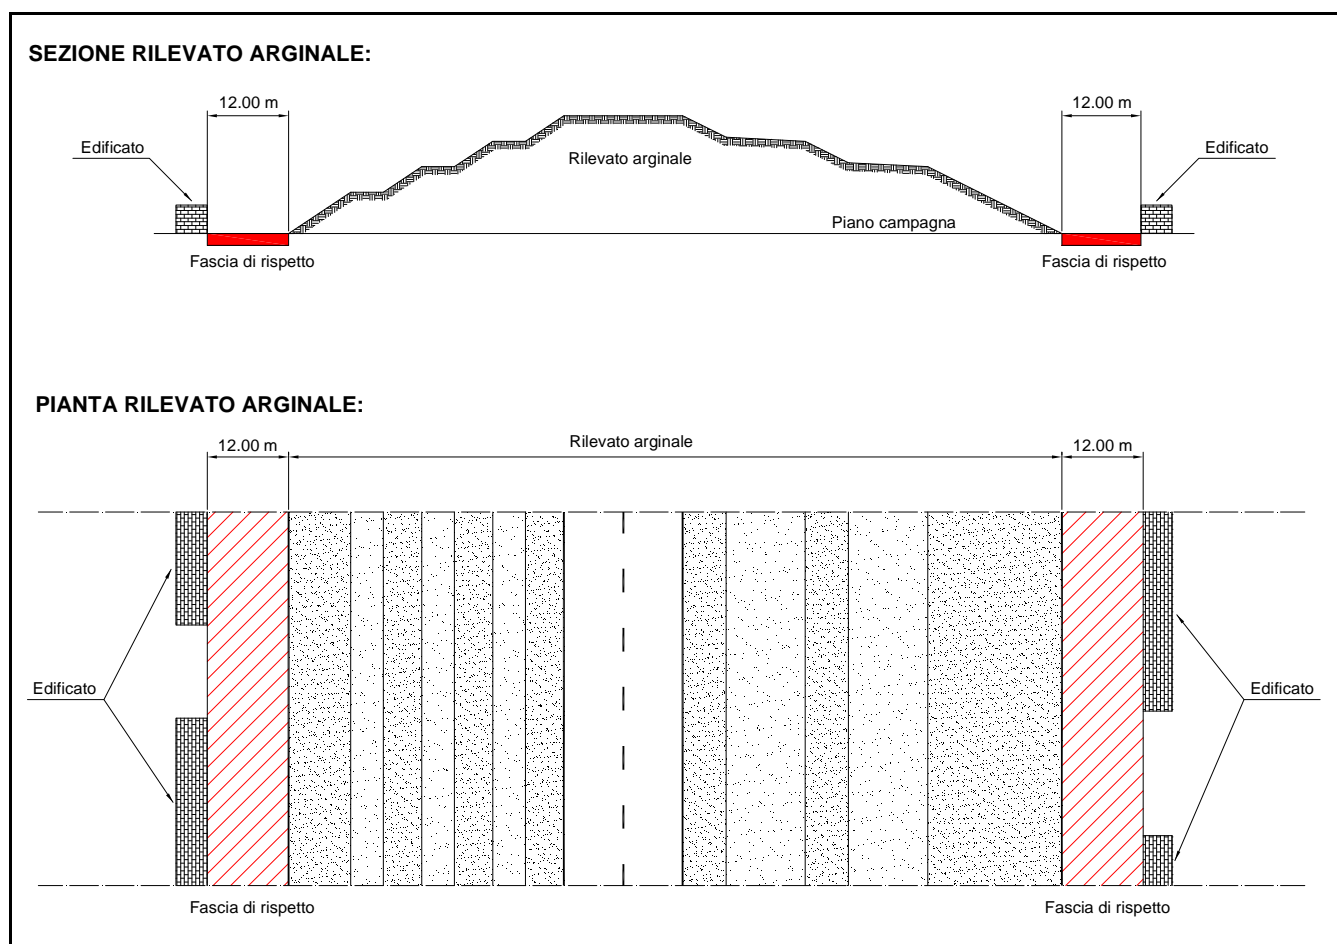 SEZIONE RILEVATO ARGINALE:
12.00 m
12.00 m
Edificato
Rilevato arginale
Edificato
Piano campagna
Fascia di rispetto
Fascia di rispetto
PIANTA RILEVATO ARGINALE:
12.00 m
Rilevato arginale
12.00 m
Edificato
Edificato
Fascia di rispetto
Fascia di rispetto